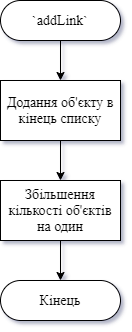 `addLink`
Додання об'єкту в
кінець списку
Збільшення
кількості об'єктів
на один
Кінець